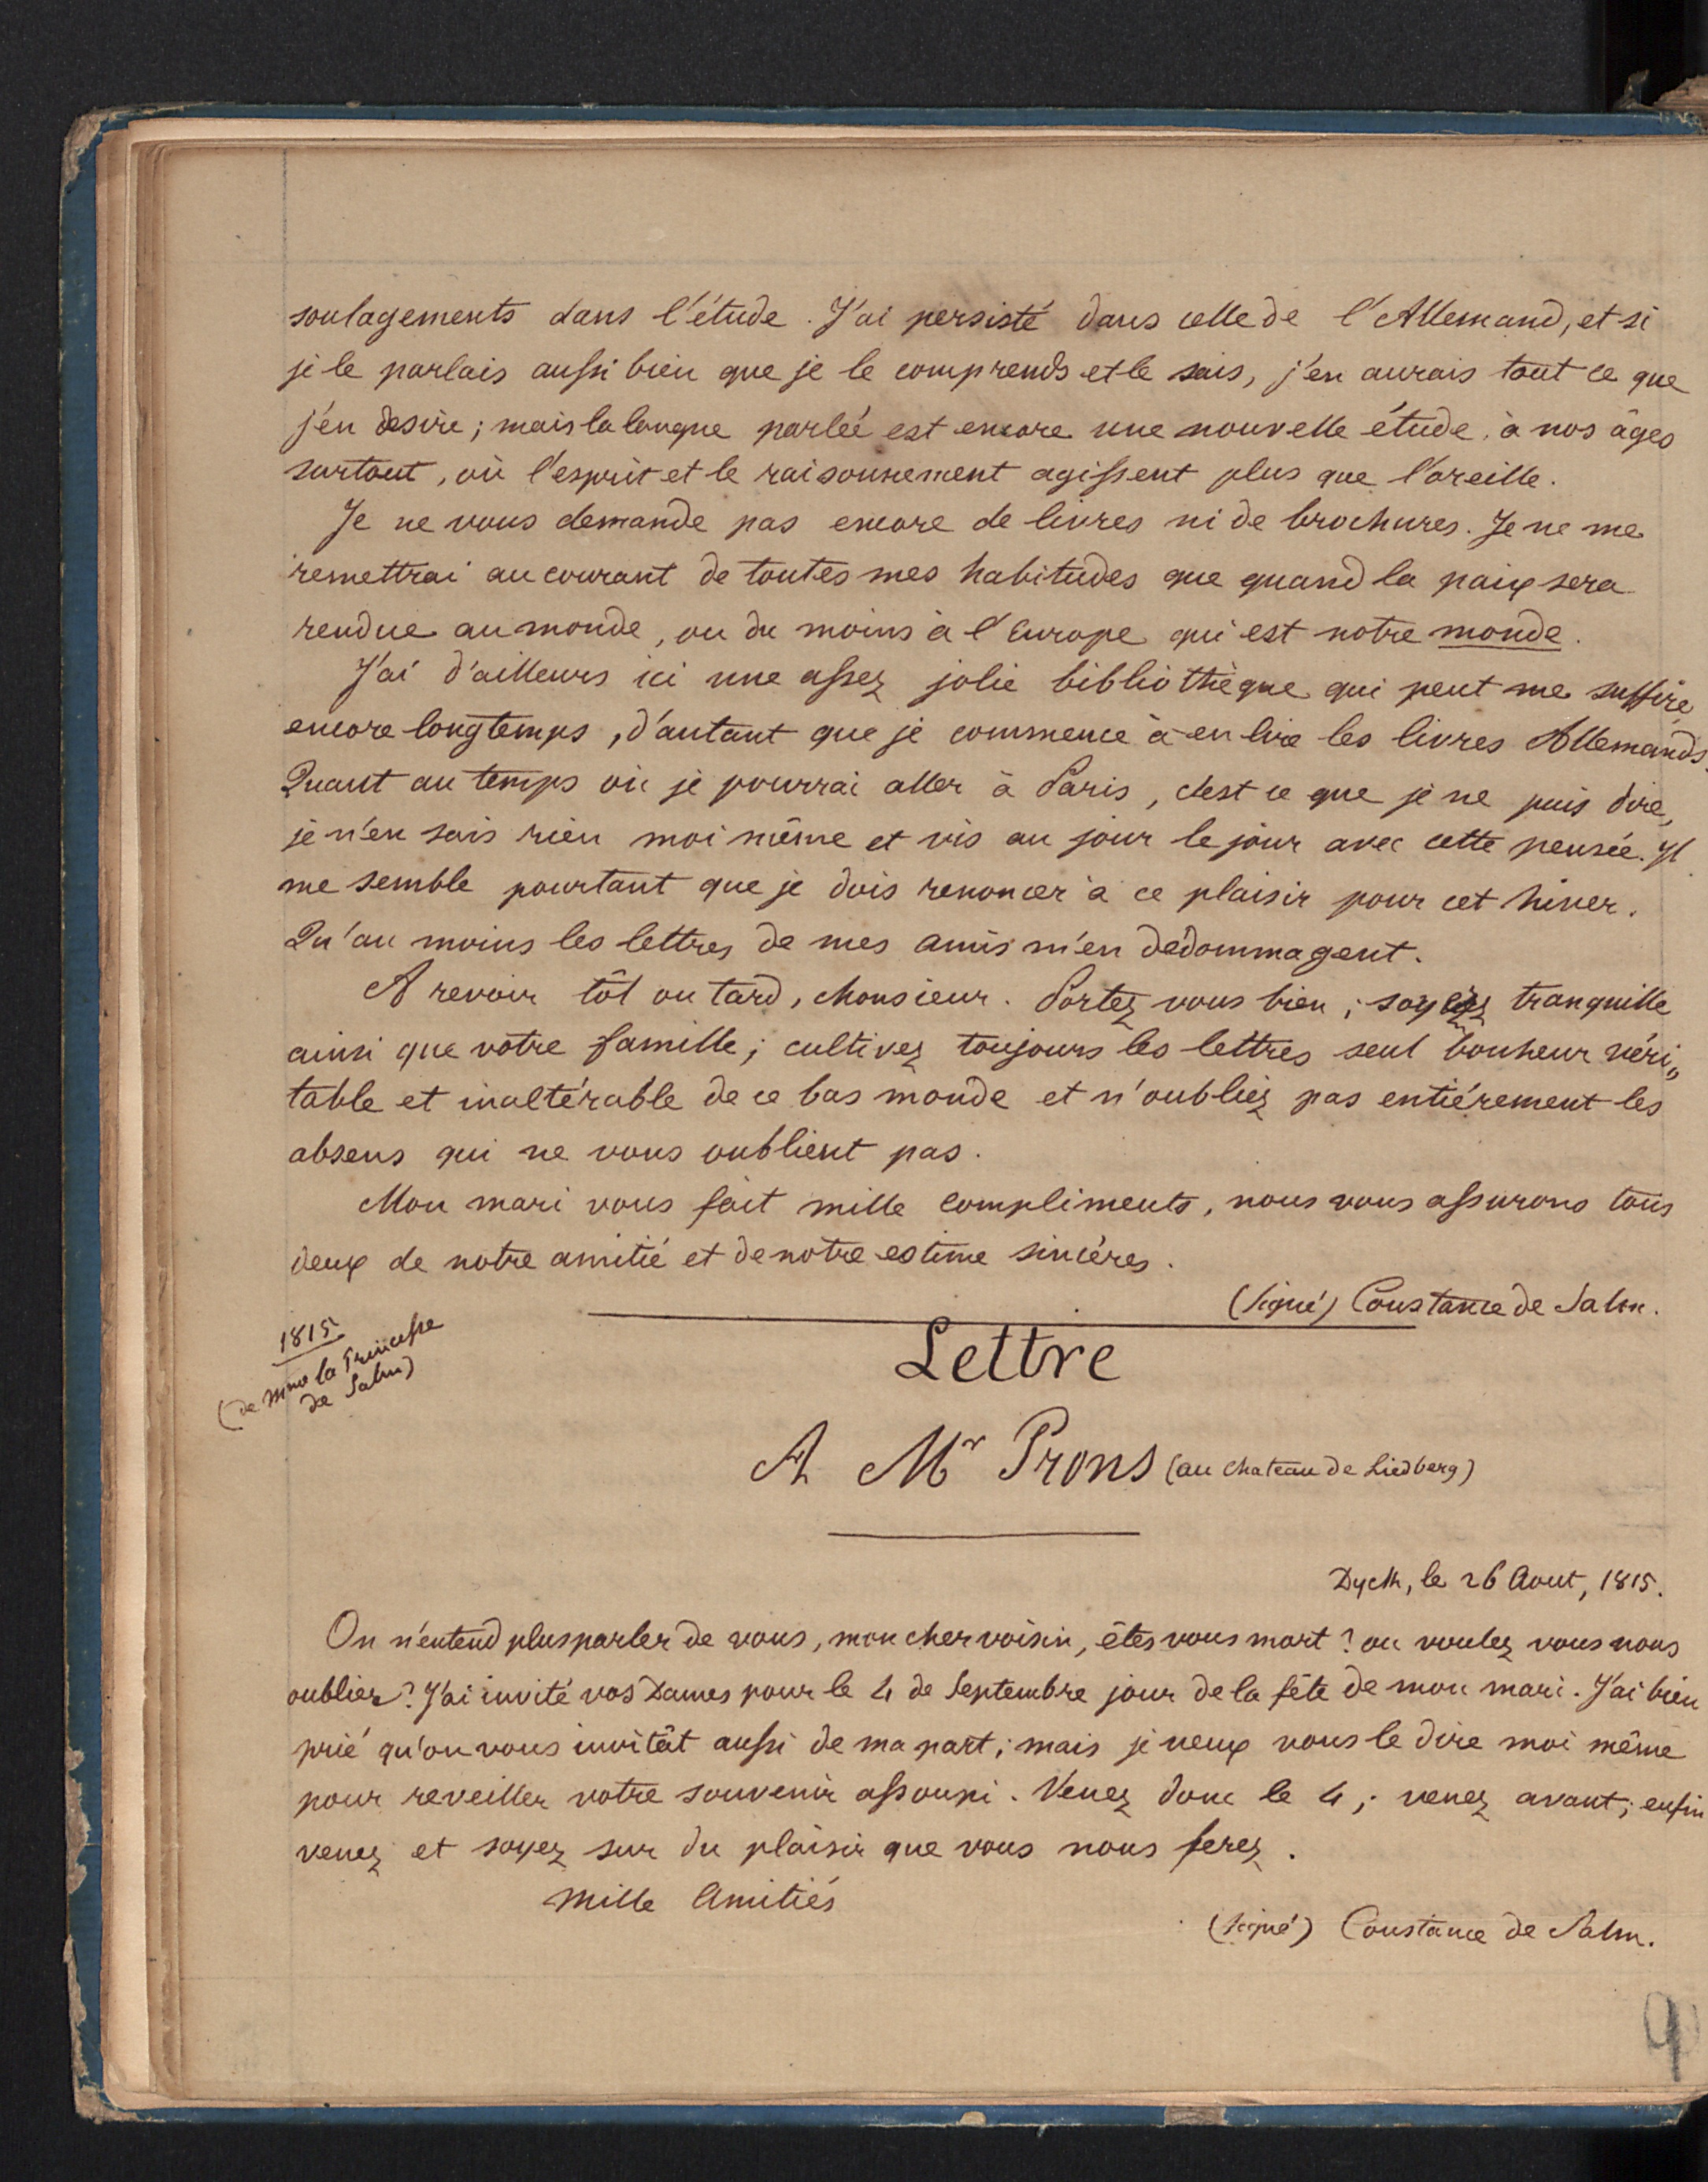 soulagements dans l'étude. J'ai persisté dans celle de l'Allemand, et si
je le parlais aussi bien que je le comprends et le sais, j'en aurais tout ce que
j'en desire; mais la langue parlée est encore une nouvelle étude, à nos âges
surtout, où l'esprit et le raisonnement agissent plus que l'oreille.
Je ne vous demande pas encore de livres ni de brochures. Je ne me
remettrai au courant de toutes mes habitudes que quand la paix sera
rendue au monde, ou du moins à l'Europe qui est notre monde.
J'ai d'ailleurs ici une assez jolie bibliothèque qui peut me suffire
encore longtemps, d'autant que je commence à en lire les livres Allemands.
Quant au temps où je pourrai aller à Paris, c'est ce que je ne puis dire,
je n'en sais rien moi même et vis au jour le jour avec cette pensée. Il
me semble pourtant que je dois renoncer à ce plaisir pour cet hiver.
Qu'au moins les lettres de mes amis m'en dédommagent.
A revoir tôt ou tard, Monsieur. Portez vous bien; soyez tranquille
ainsi que votre famille; cultivez toujours les lettres seul bonheur véri„
table et inaltérable de ce bas monde et n'oubliez pas entiérement les
absens qui ne vous oublient pas.
Mon mari vous fait mille compliments, nous vous assurons tous
deux de notre amitié et de notre estime sincères.
(Signé) Constance de Salm.
1815
(de Mme la Princesse
de Salm)
Lettre
A Mr Prons (au chateau de Liedberg)
Dyck, le 26 Aout, 1815.
On n'entend plus parler de vous, mon cher voisin, êtes vous mort? ou voulez vous nous
oublier? J'ai invité vos Dames pour le 4 de Septembre jour de la fête de mon mari. J'ai bien
prié qu'on vous invitât aussi de ma part; mais je veux vous le dire moi même
pour reveiller votre souvenir assoupi. Venez donc le 4; venez avant; enfin
venez et soyez sur du plaisir que vous nous ferez.
Mille Amitiés
(Signé) Constance de Salm.
9